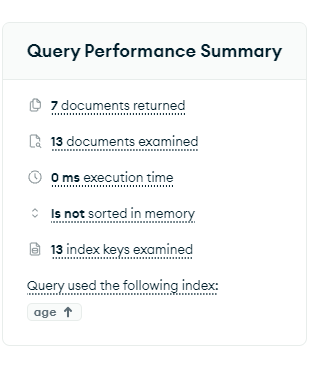 Query Performance Summary
7 documents returned
13 documents examined
0 ms execution time
Is not sorted in memory
13 index keys examined
Query used the following index:
age ↑